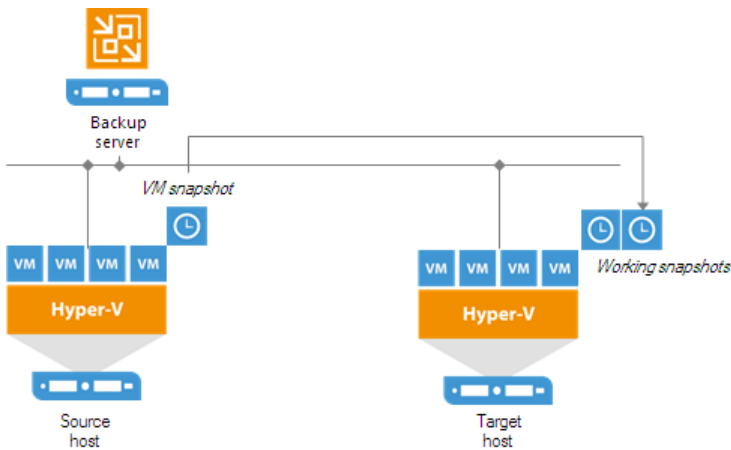 Backup
server
VM snapshot
VM VM VM VM
Hyper-V
Source
host
Working snapshots
VM VM VM VM
Hyper-V
Target
host